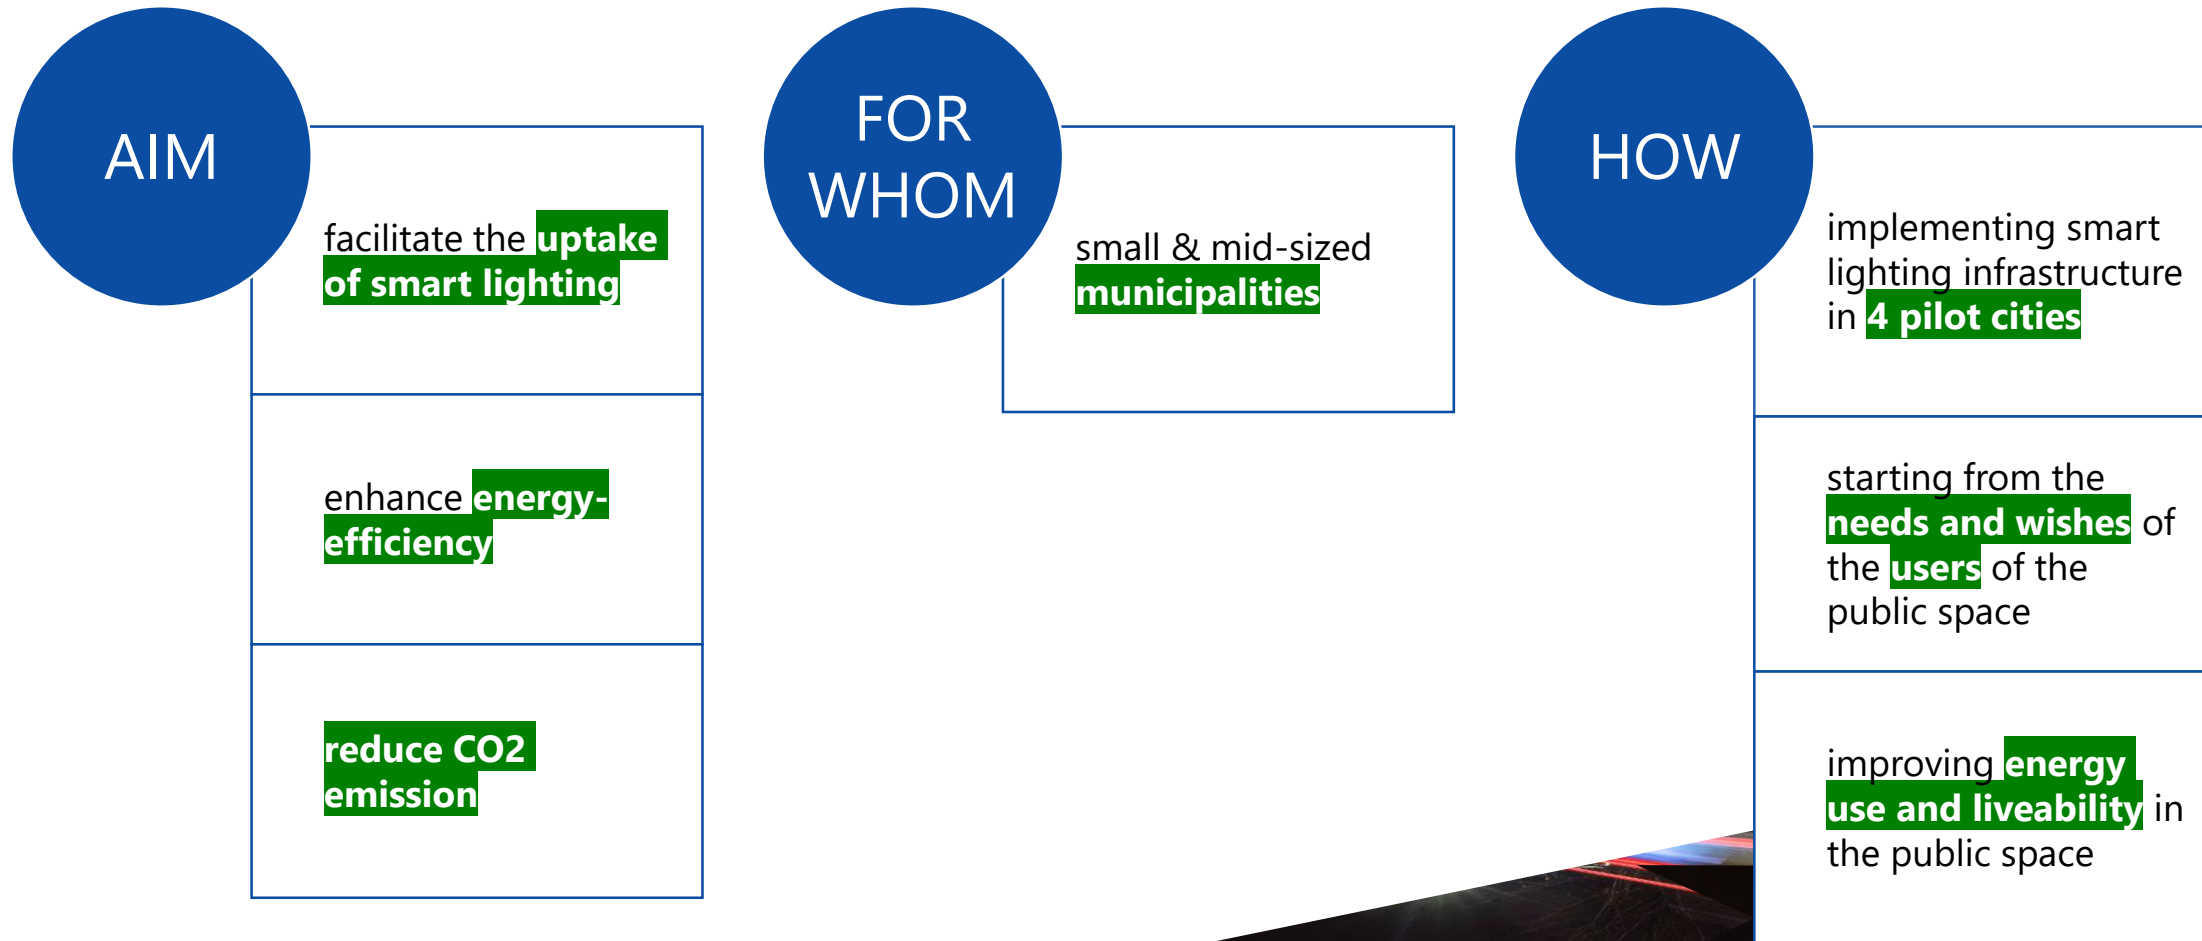 AIM
facilitate the uptake
of smart lighting
enhance energy-
efficiency
reduce CO2
emission
FOR
WHOM
small & mid-sized
municipalities
HOW
implementing smart
lighting infrastructure
in 4 pilot cities
starting from the
needs and wishes of
the users of the
public space
improving energy
use and liveability in
the public space